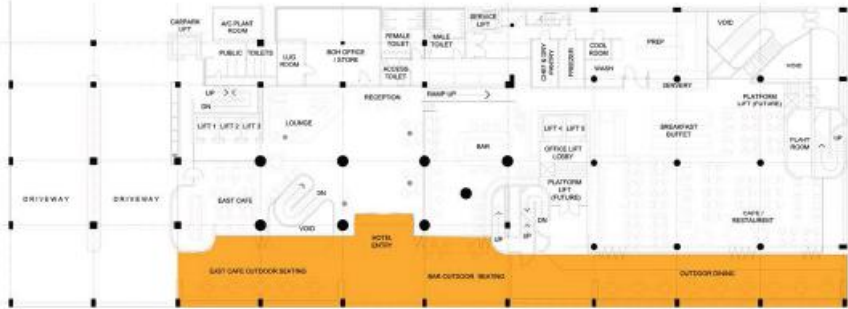 CARPARK
LIFT
A/C PLANT
ROOM
PUBLIC TOILETS
LUG
ROOM
BOH OFFICE
/ STORE
FEMALE
TOILET
MALE
TOILET
ACCESS
TOILET
SERVICE
LIFT
FREEZER
COOL
ROOM
WASH
PREP
VOID
VOID
SERVERY
PLATFORM
LIFT (FUTURE)
UP
DN
LIFT 1 LIFT 2 LIFT 3
LOUNGE
RECEPTION
RAMP UP
BAR
LIFT 4 LIFT 5
OFFICE LIFT
LOBBY
BREAKFAST
BUFFET
PLANT
ROOM
UP
DRIVEWAY
DRIVEWAY
EAST CAFE
DN
VOID
PLATFORM
LIFT
(FUTURE)
DN
UP
UP
CAFE /
RESTAURENT
HOTEL
ENTRY
EAST CAFE OUTDOOR SEATING
BAR OUTDOOR SEATING
OUTDOOR DINING